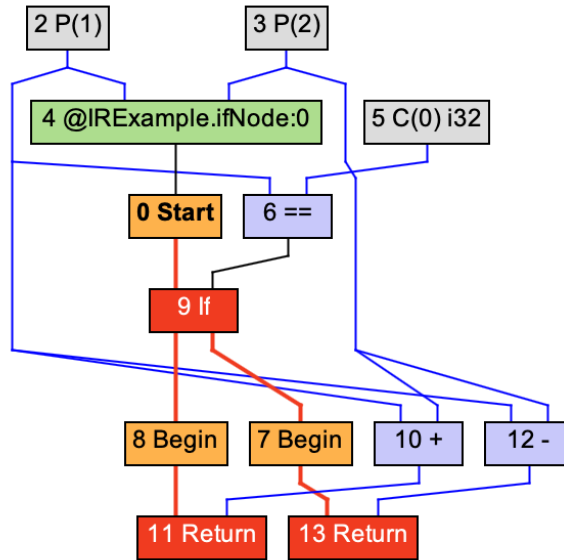 2 P(1)
3 P(2)
4 @IRExample.ifNode:0
5 C(0) i32
0 Start
6 ==
9 If
8 Begin
7 Begin
10 +
12 -
11 Return
13 Return